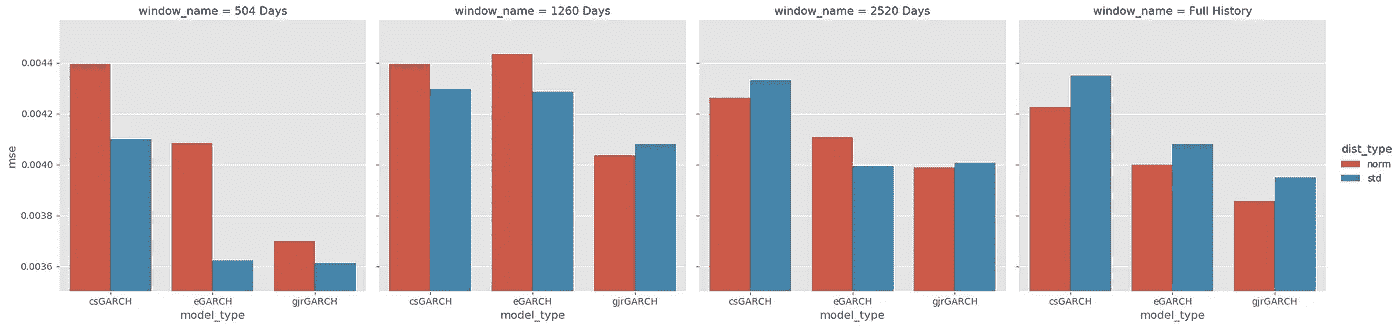 window_name = 504 Days
window_name = 1260 Days
window_name = 2520 Days
window_name = Full History
mse
0.0044
0.0042
0.0040
0.0038
0.0036
csGARCH eGARCH gjrGARCH
csGARCH eGARCH gjrGARCH
csGARCH eGARCH gjrGARCH
csGARCH eGARCH gjrGARCH
model_type
model_type
model_type
model_type
dist_type
norm
std